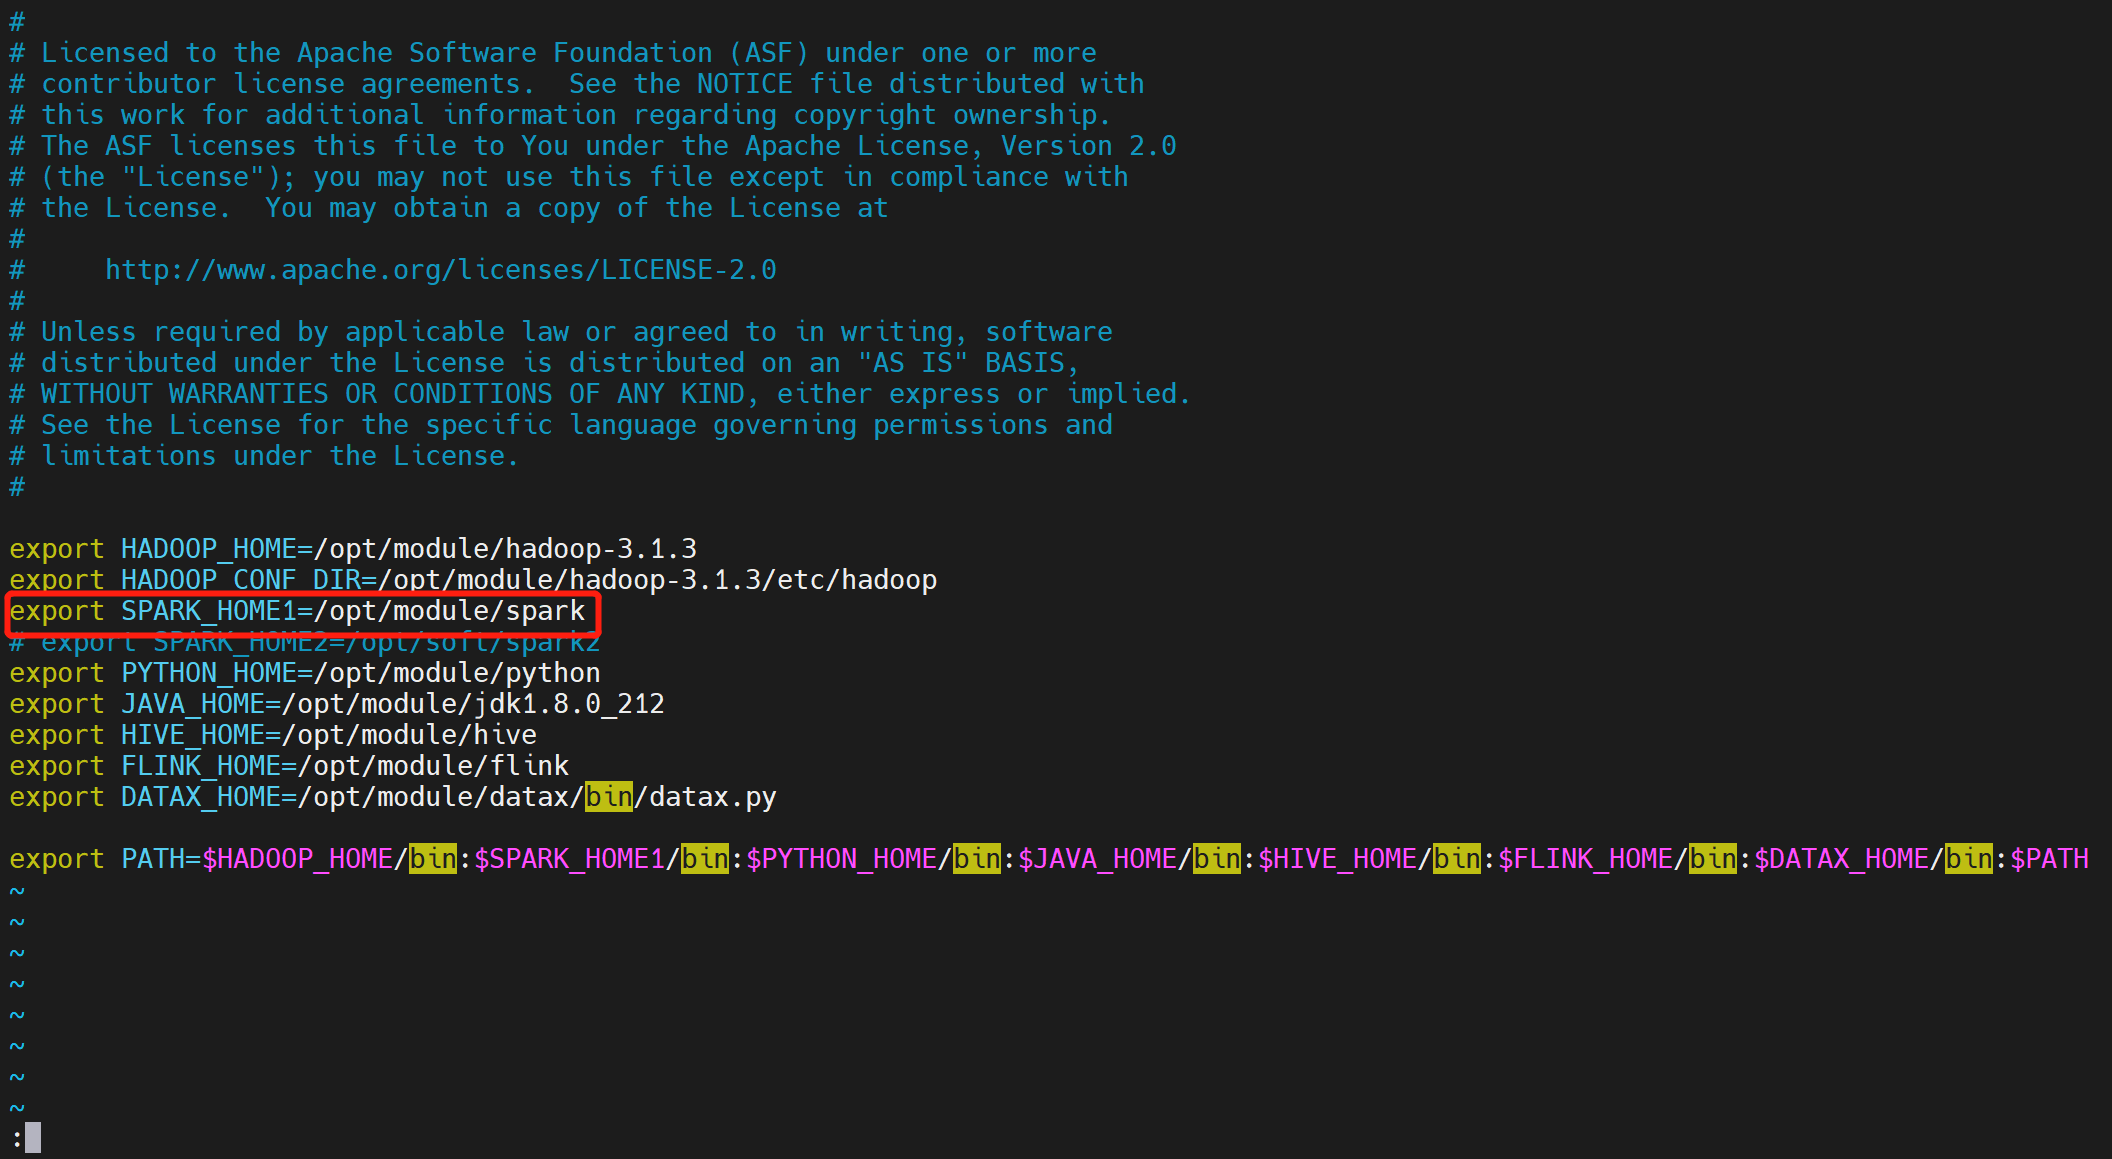 #
# Licensed to the Apache Software Foundation (ASF) under one or more
# contributor license agreements.  See the NOTICE file distributed with
# this work for additional information regarding copyright ownership.
# The ASF licenses this file to You under the Apache License, Version 2.0
# (the "License"); you may not use this file except in compliance with
# the License.  You may obtain a copy of the License at
#
#     http://www.apache.org/licenses/LICENSE-2.0
#
# Unless required by applicable law or agreed to in writing, software
# distributed under the License is distributed on an "AS IS" BASIS,
# WITHOUT WARRANTIES OR CONDITIONS OF ANY KIND, either express or implied.
# See the License for the specific language governing permissions and
# limitations under the License.
#
export HADOOP_HOME=/opt/module/hadoop-3.1.3
export HADOOP_CONF_DIR=/opt/module/hadoop-3.1.3/etc/hadoop
export SPARK_HOME1=/opt/module/spark
# export SPARK_HOME2=/opt/soft/spark2
export PYTHON_HOME=/opt/module/python
export JAVA_HOME=/opt/module/jdk1.8.0_212
export HIVE_HOME=/opt/module/hive
export FLINK_HOME=/opt/module/flink
export DATAX_HOME=/opt/module/datax/bin/datax.py
export PATH=$HADOOP_HOME/bin:$SPARK_HOME1/bin:$PYTHON_HOME/bin:$JAVA_HOME/bin:$HIVE_HOME/bin:$FLINK_HOME/bin:$DATAX_HOME/bin:$PATH
~
~
~
~
~
~
~
~
: